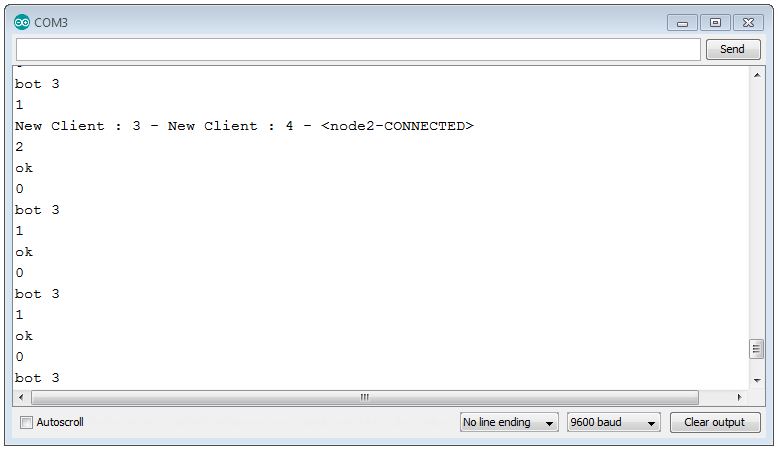 COM3
Send
bot 3
1
New Client : 3 - New Client : 4 - <node2-CONNECTED>
2
ok
0
bot 3
1
ok
0
bot 3
1
ok
0
bot 3
Autoscroll
No line ending
9600 baud
Clear output